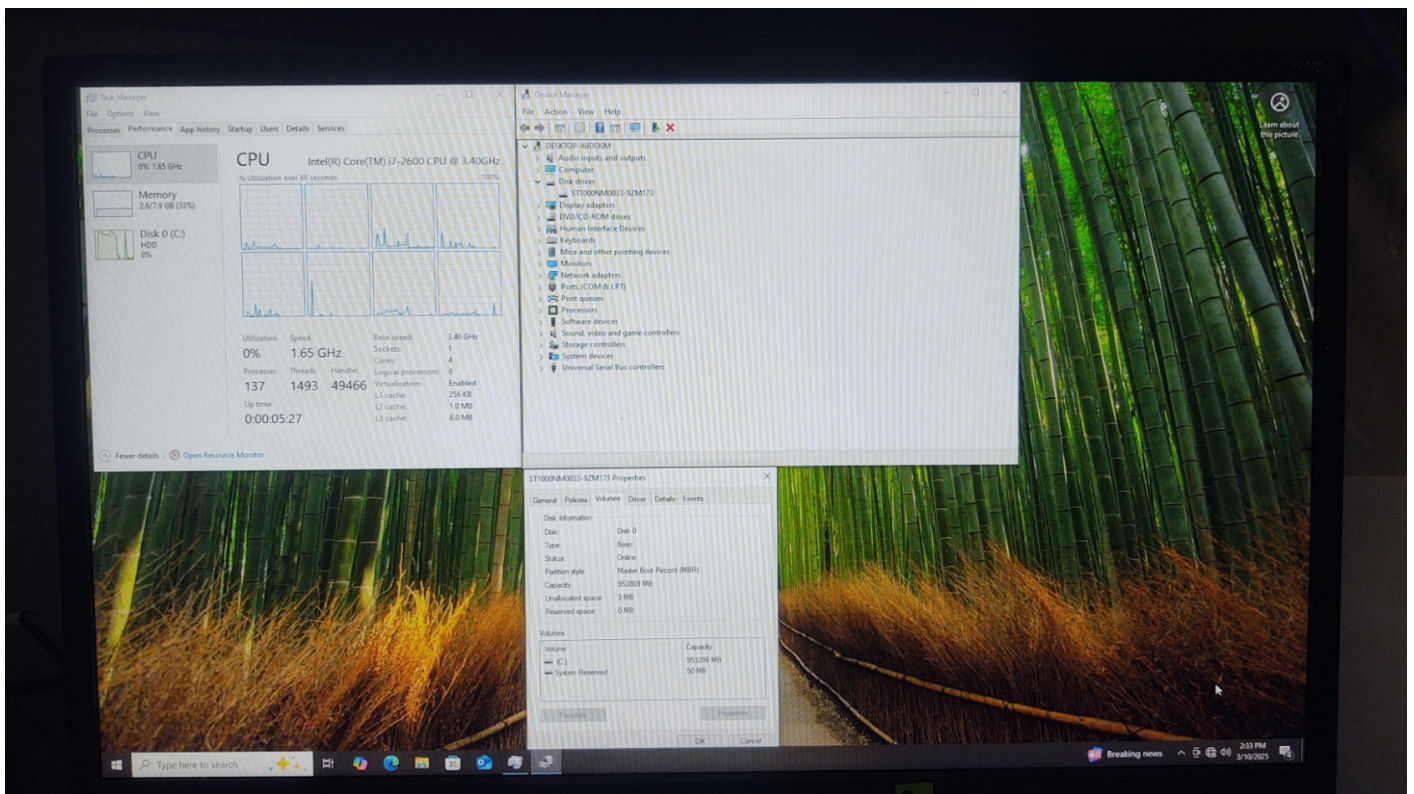 V244h
Task Manager
File Options View
Processes Performance App history Startup Users Details Services
CPU
0% 1.65 GHz
Memory
2.6/7.9 GB (33%)
Disk 0 (C:)
HDD
0%
CPU Intel(R) Core(TM) i7-2600 CPU @ 3.40GHz
% Utilization over 60 seconds 100%
Utilization Speed
0% 1.65 GHz
Processes Threads Handles
137 1493 49466
Up time
0:00:05:27
Base speed: 3.40 GHz
Sockets: 1
Cores: 4
Logical processors: 8
Virtualization: Enabled
L1 cache: 256 KB
L2 cache: 1.0 MB
L3 cache: 8.0 MB
Fewer details Open Resource Monitor
Device Manager
File Action View Help
Audio inputs and outputs
Computer
Disk drives
ST1000NM0033-9ZM173
Display adapters
DVD/CD-ROM drives
Human Interface Devices
Keyboards
Mice and other pointing devices
Monitors
Network adapters
Ports (COM & LPT)
Print queues
Processors
Software devices
Sound, video and game controllers
Storage controllers
System devices
Universal Serial Bus controllers
Learn about
this picture
ST1000NM0033-9ZM173 Properties
General Policies Volumes Driver Details Events
Disk Information
Disk: Disk 0
Type: Basic
Status: Online
Partition style: Master Boot Record (MBR)
Capacity: 953869 MB
Unallocated space: 3 MB
Reserved space: 0 MB
Volumes
Volume Capacity
(C:) 953286 MB
System Reserved 50 MB
Populate Properties
OK Cancel
Type here to search
Breaking news
2:33 PM
3/10/2025
4